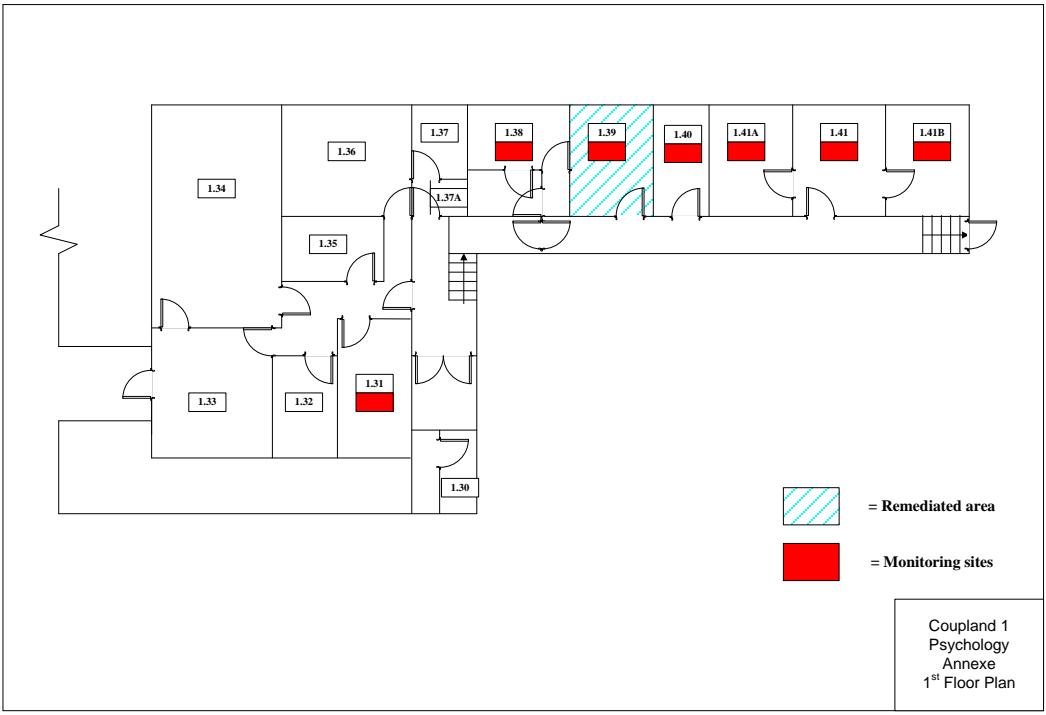 1.37
1.38
1.39
1.40
1.41A
1.41
1.41B
1.36
1.34
1.37A
1.35
1.31
1.33
1.32
1.30
= Remediated area
= Monitoring sites
Coupland 1
Psychology
Annexe
1st Floor Plan